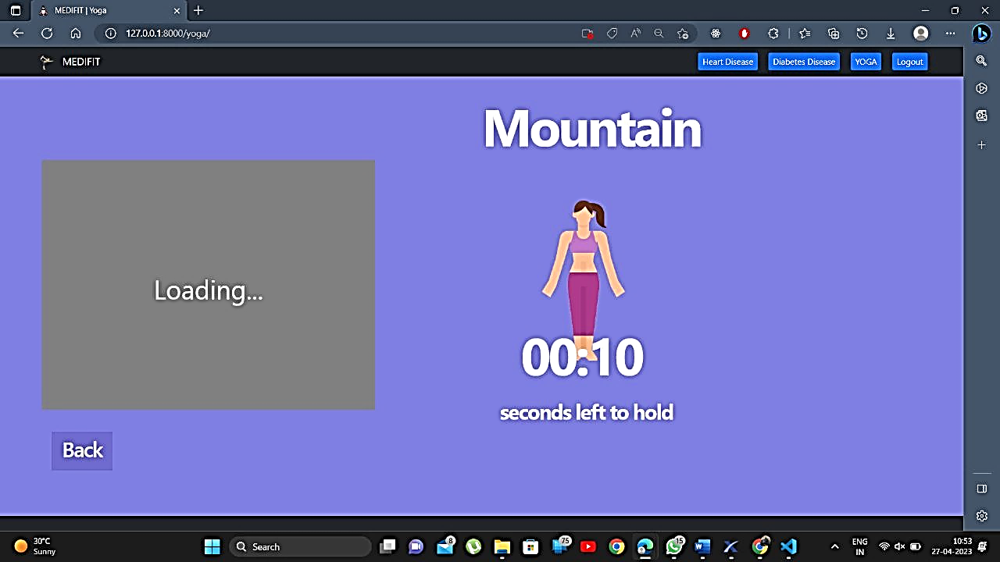 MEDIFIT | Yoga
127.0.0.1:8000/yoga/
MEDIFIT
Heart Disease
Diabetes Disease
YOGA
Logout
Mountain
Loading...
00:10
seconds left to hold
Back
30°C
Sunny
Search
8
75
15
ENG
IN
10:53
27-04-2023